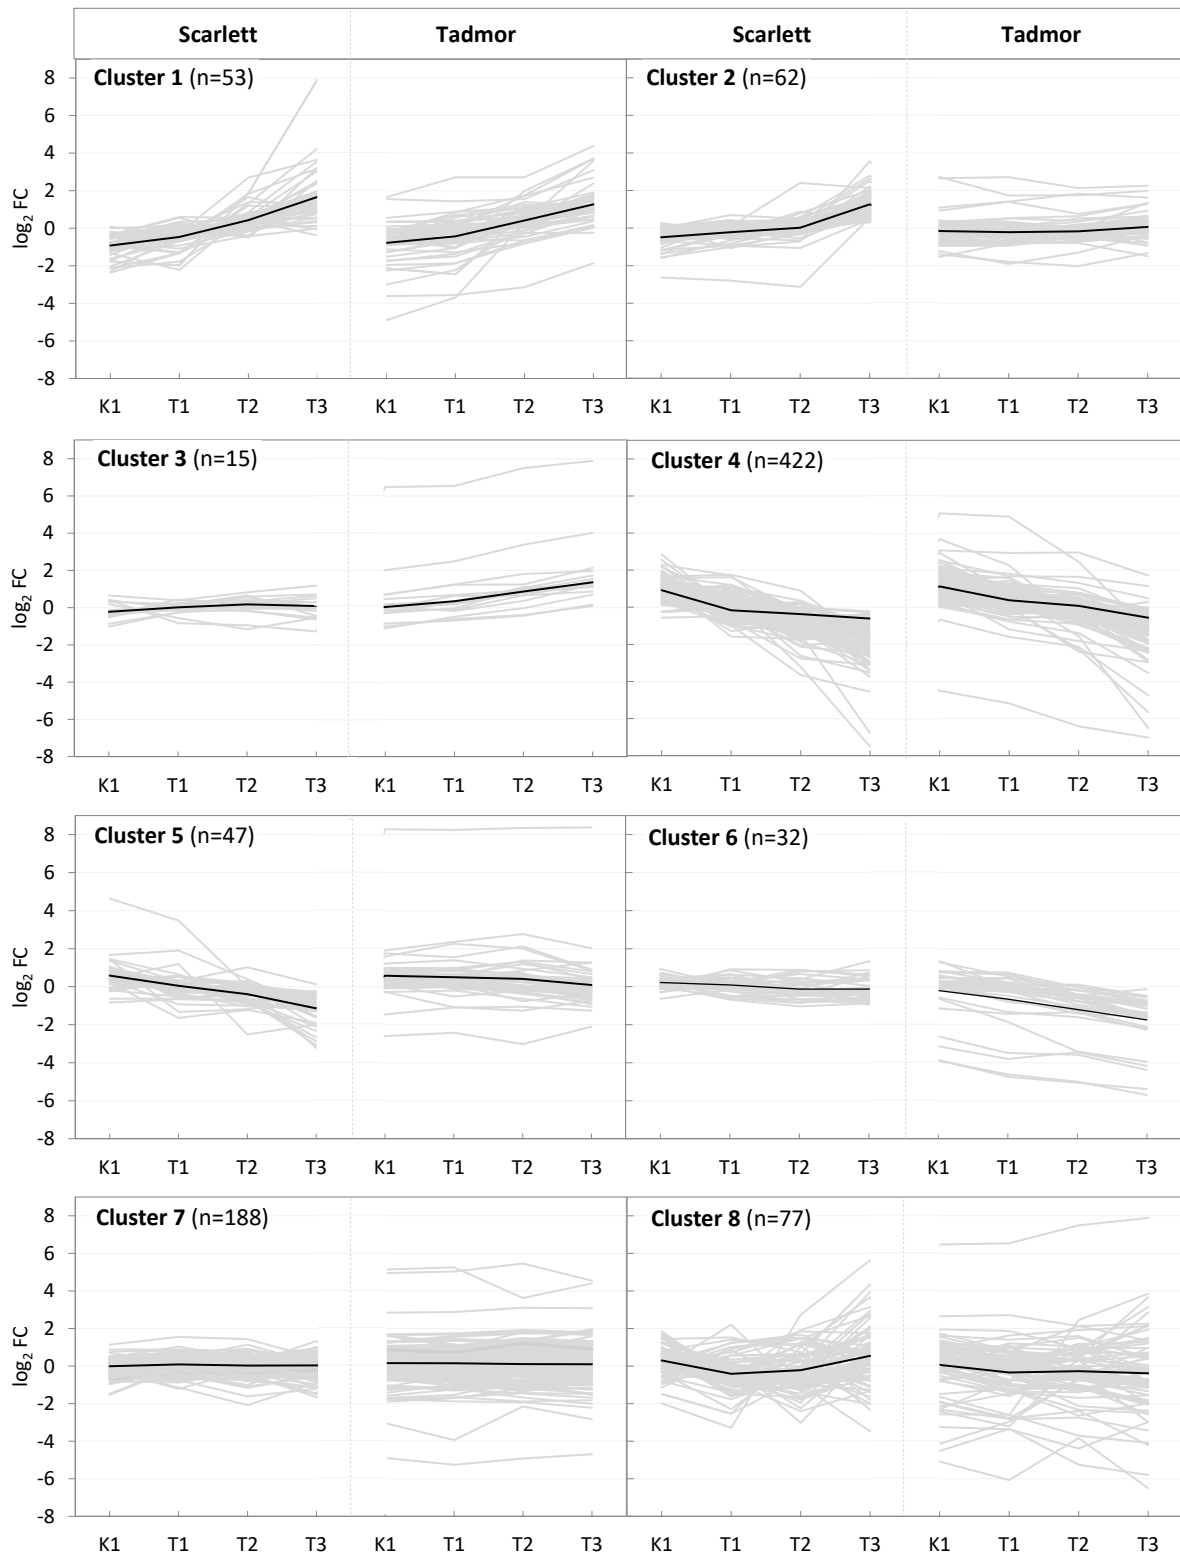 Scarlett Tadmor Scarlett Tadmor
Cluster 1 (n=53) Cluster 2 (n=62)
8
6
4
2
0
-2
-4
-6
-8
log2 FC
K1 T1 T2 T3 K1 T1 T2 T3 K1 T1 T2 T3 K1 T1 T2 T3
Cluster 3 (n=15) Cluster 4 (n=422)
8
6
4
2
0
-2
-4
-6
-8
log2 FC
K1 T1 T2 T3 K1 T1 T2 T3 K1 T1 T2 T3 K1 T1 T2 T3
Cluster 5 (n=47) Cluster 6 (n=32)
8
6
4
2
0
-2
-4
-6
-8
log2 FC
K1 T1 T2 T3 K1 T1 T2 T3 K1 T1 T2 T3 K1 T1 T2 T3
Cluster 7 (n=188) Cluster 8 (n=77)
8
6
4
2
0
-2
-4
-6
-8
log2 FC
K1 T1 T2 T3 K1 T1 T2 T3 K1 T1 T2 T3 K1 T1 T2 T3